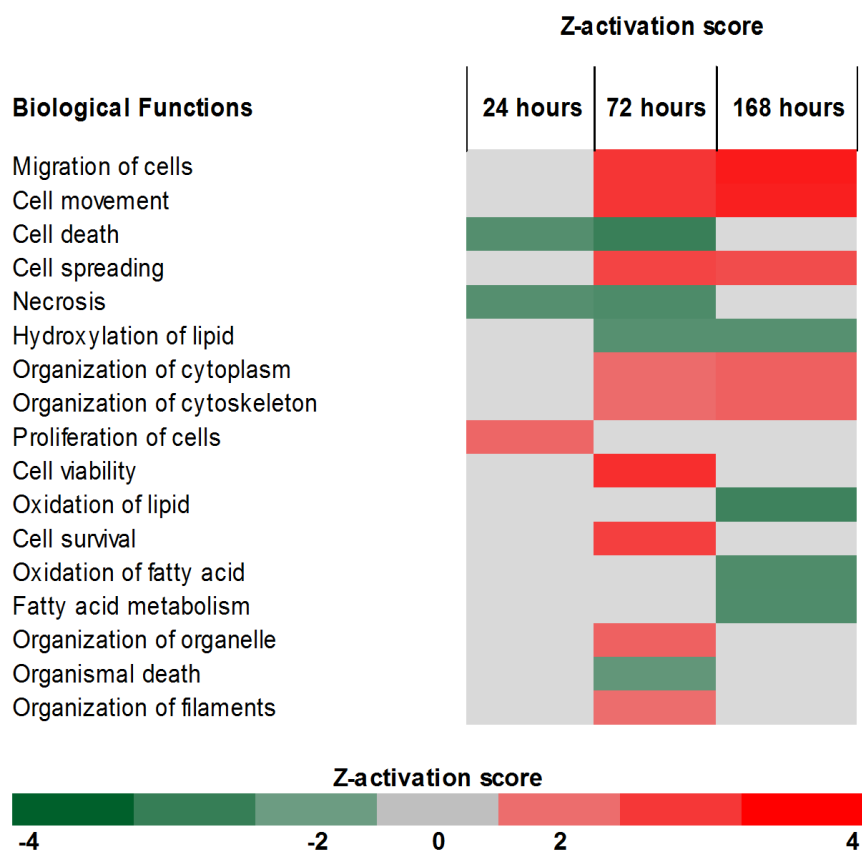 Z-activation score
Biological Functions 24 hours 72 hours 168 hours
Migration of cells
Cell movement
Cell death
Cell spreading
Necrosis
Hydroxylation of lipid
Organization of cytoplasm
Organization of cytoskeleton
Proliferation of cells
Cell viability
Oxidation of lipid
Cell survival
Oxidation of fatty acid
Fatty acid metabolism
Organization of organelle
Organismal death
Organization of filaments
Z-activation score
-4 -2 0 2 4